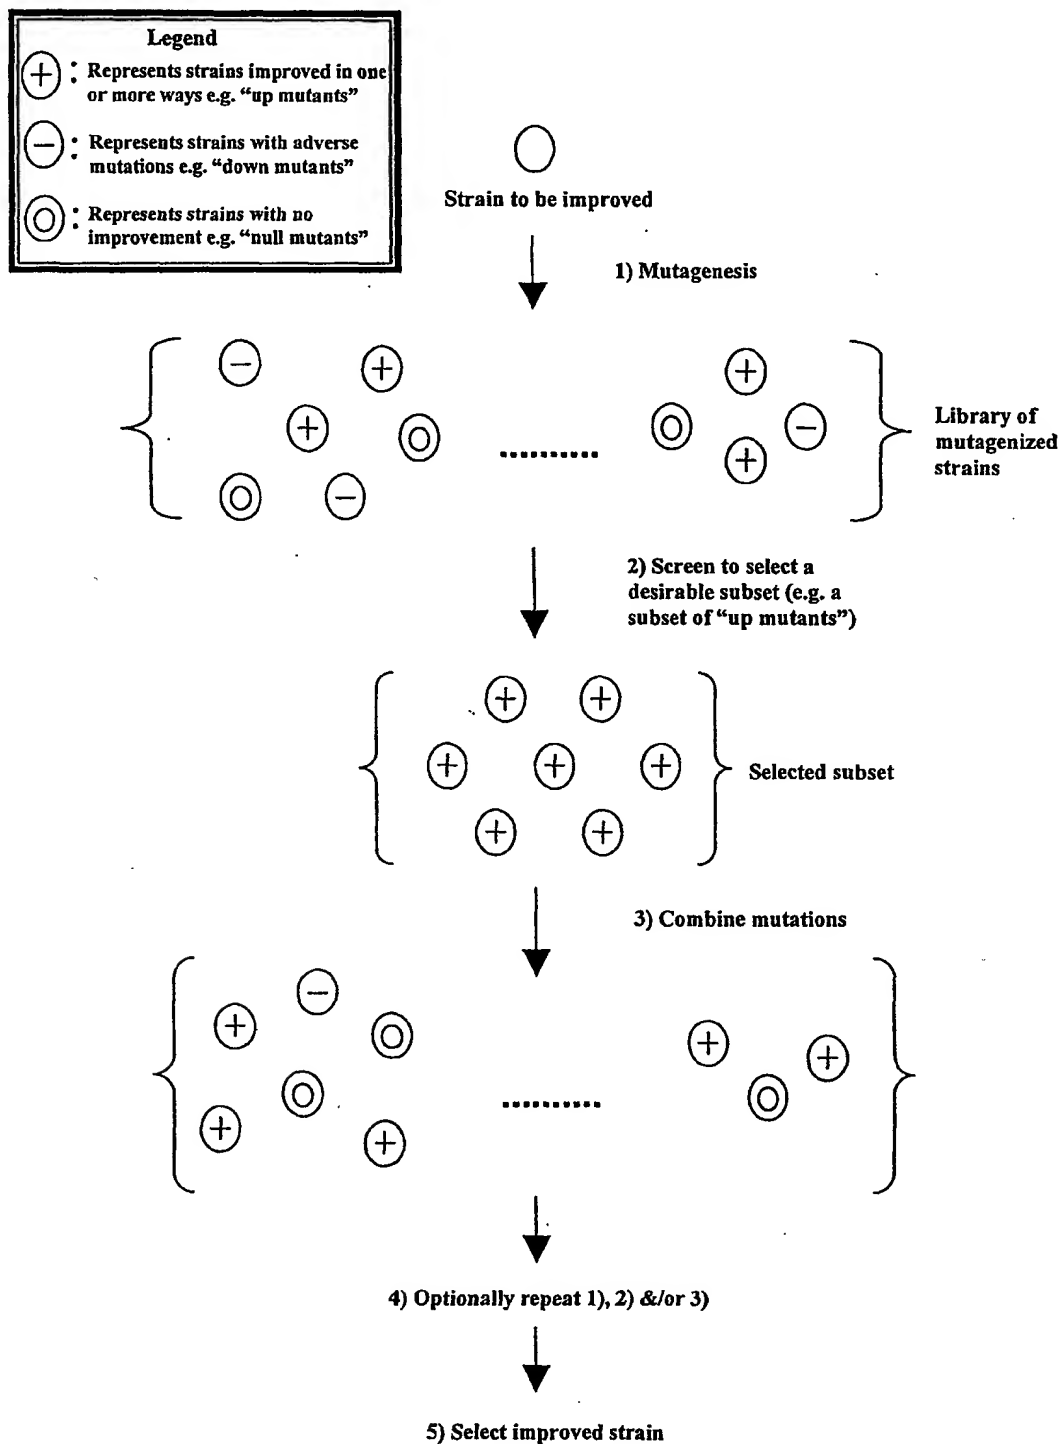 Legend
+ : Represents strains improved in one
or more ways e.g. “up mutants”
− : Represents strains with adverse
mutations e.g. “down mutants”
Represents strains with no
improvement e.g. “null mutants”
Strain to be improved
1) Mutagenesis
Library of
mutagenized
strains
2) Screen to select a
desirable subset (e.g. a
subset of “up mutants”)
Selected subset
3) Combine mutations
4) Optionally repeat 1), 2) &/or 3)
5) Select improved strain